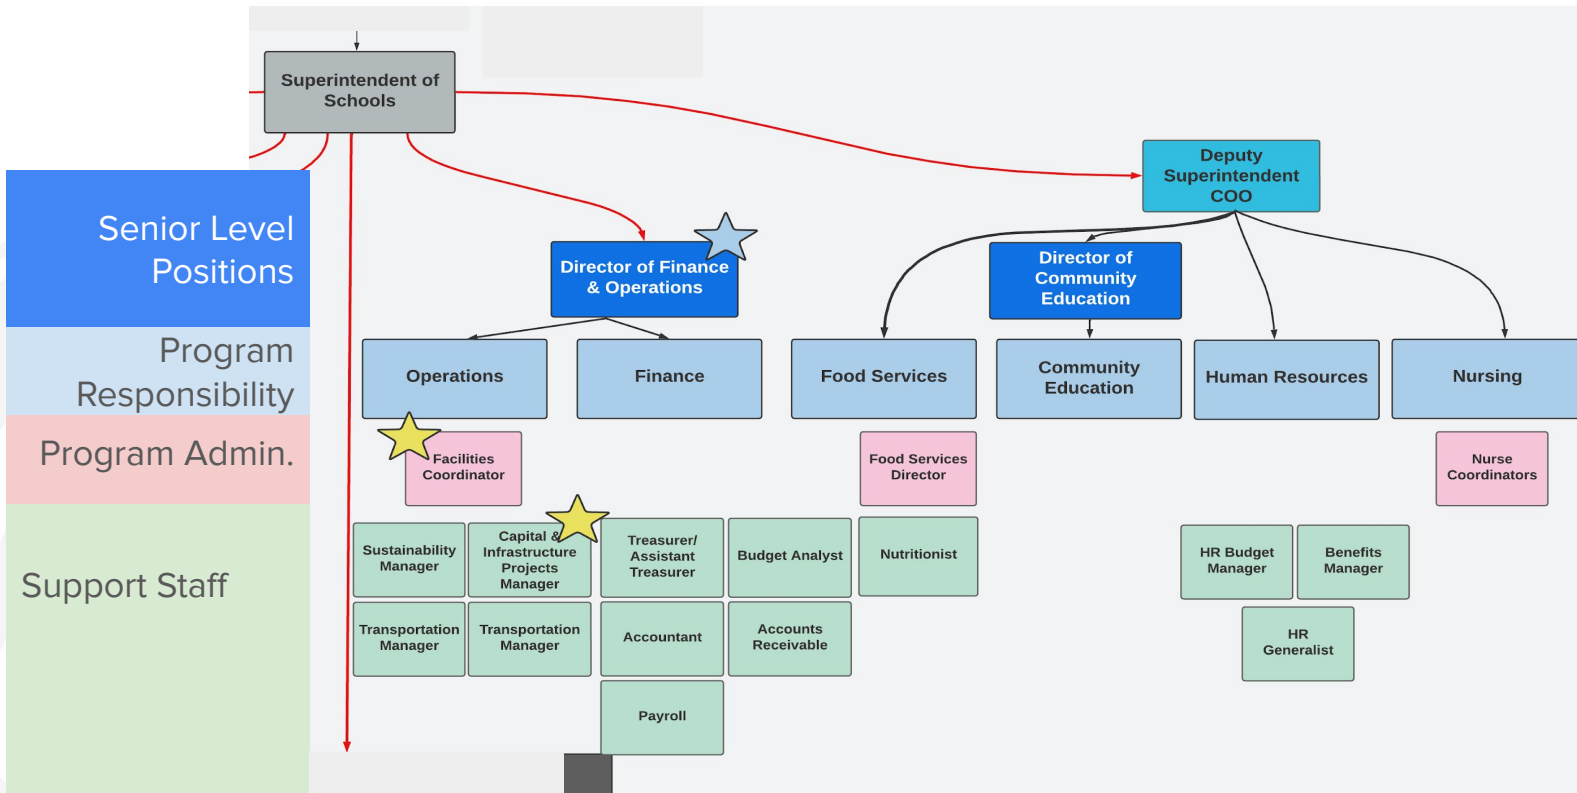 Superintendent of
Schools
Deputy
Superintendent
COO
Senior Level
Positions
Director of Finance
& Operations
Director of
Community
Education
Program
Responsibility
Operations
Finance
Food Services
Community
Education
Human Resources
Nursing
Program Admin.
Facilities
Coordinator
Food Services
Director
Nurse
Coordinators
Support Staff
Sustainability
Manager
Capital &
Infrastructure
Projects
Manager
Treasurer/
Assistant
Treasurer
Budget Analyst
Nutritionist
HR Budget
Manager
Benefits
Manager
Transportation
Manager
Transportation
Manager
Accountant
Accounts
Receivable
HR
Generalist
Payroll